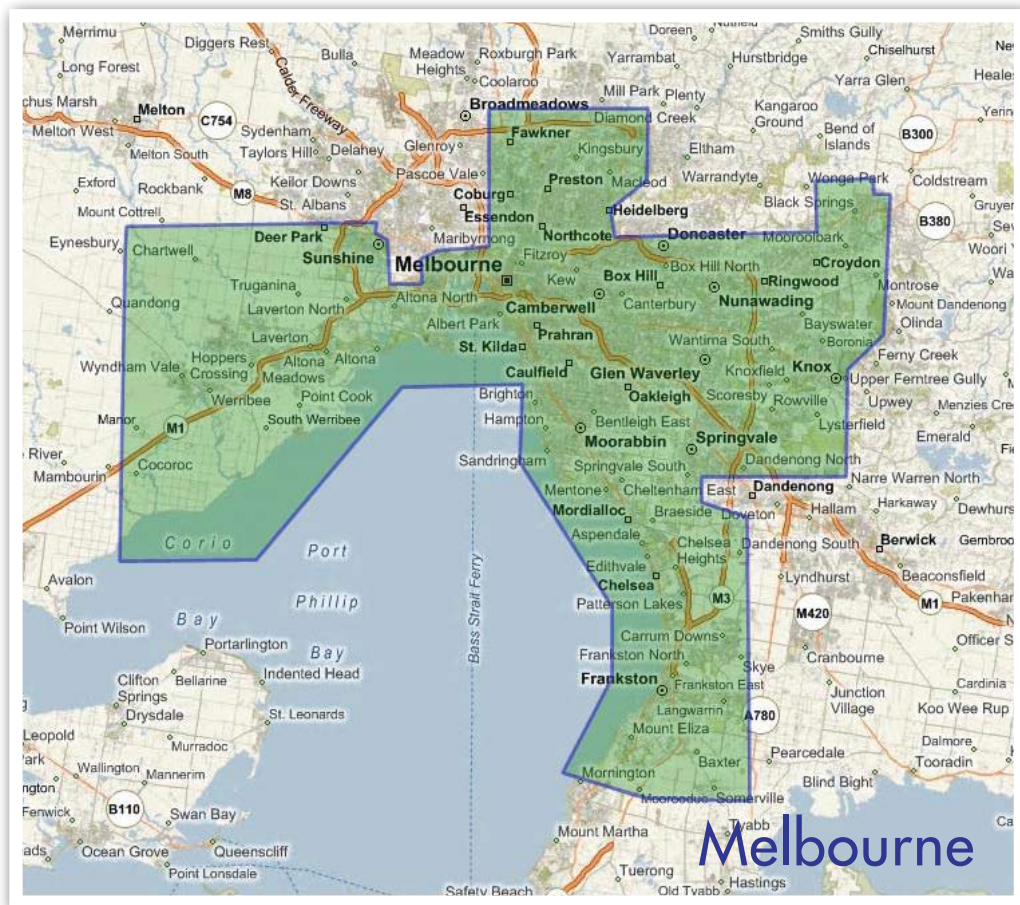 Merrimu
Diggers Rest
Bulla
Meadow Heights
Roxburgh Park
Doreen
Smiths Gully
Long Forest
Coolaroo
Yarrambat
Hurstbridge
Chiselhurst
Calder Freeway
Mill Park
Plenty
Yarra Glen
chus Marsh
Melton
C754
Broadmeadows
Diamond Creek
Kangaroo Ground
Melton West
Sydenham
Fawkner
Bend of Islands
B300
Melton South
Taylors Hill
Delahey
Glenroy
Kingsbury
Eltham
Exford
Rockbank
M8
Keilor Downs
Pascoe Vale
Preston
Macleod
Warrandyte
Wonga Park
Coldstream
Mount Cottrell
St. Albans
Coburg
Heidelberg
Black Springs
Gruyer
Eynesbury
Chartwell
Deer Park
Essendon
Maribyrnong
Northcote
Doncaster
Mooroolbark
B380
Sunshine
Melbourne
Fitzroy
Kew
Box Hill
Box Hill North
Croydon
Woori Y
Truganina
Altona North
Ringwood
Montrose
Quandong
Laverton North
Camberwell
Canterbury
Nunawading
Mount Dandenong
Albert Park
Prahran
Bayswater
Olinda
Laverton
St. Kilda
Wantirna South
Boronia
Wyndham Vale
Hoppers Crossing
Altona Meadows
Altona
Caulfield
Glen Waverley
Knoxfield
Knox
Ferny Creek
Upper Ferntree Gully
Werribee
Point Cook
Brighton
Oakleigh
Scoresby
Rowville
Upwey
Menzies Cre
Manor
M1
South Werribee
Hampton
Bentleigh East
Lysterfield
Moorabbin
Springvale
Emerald
e River
Mambourin
Cocoroc
Sandringham
Springvale South
Dandenong North
Mentone
Cheltenham East
Dandenong
Narre Warren North
Mordialloc
Braeside
Doveton
Hallam
Harkaway
Dewhurs
Corio
Port
Aspendale
Chelsea Heights
Dandenong South
Berwick
Gembroo
Avalon
Edithvale
Chelsea
Lyndhurst
Beaconsfield
Phillip
Patterson Lakes
M3
M420
M1
Pakenhar
Point Wilson
Bay
Bay
Bass Strait Ferry
Carrum Downs
Officer S
Portarlington
Frankston North
Skye
Cranbourne
Clifton Springs
Bellarine
Indented Head
Frankston
Frankston East
Cardinia
Drysdale
St. Leonards
Langwarrin
A780
Junction Village
Koo Wee Rup
Leopold
Murradoc
Mount Eliza
Pearcedale
Dalmore
Tooradin
Wallington
Mannerim
Mornington
Baxter
Blind Bight
B110
Moorooduc
Somerville
Fenwick
Swan Bay
Mount Martha
Tyabb
Melbourne
Ocean Grove
Queenscliff
Point Lonsdale
Tuerong
Safety Beach
Old Tyabb
Hastings